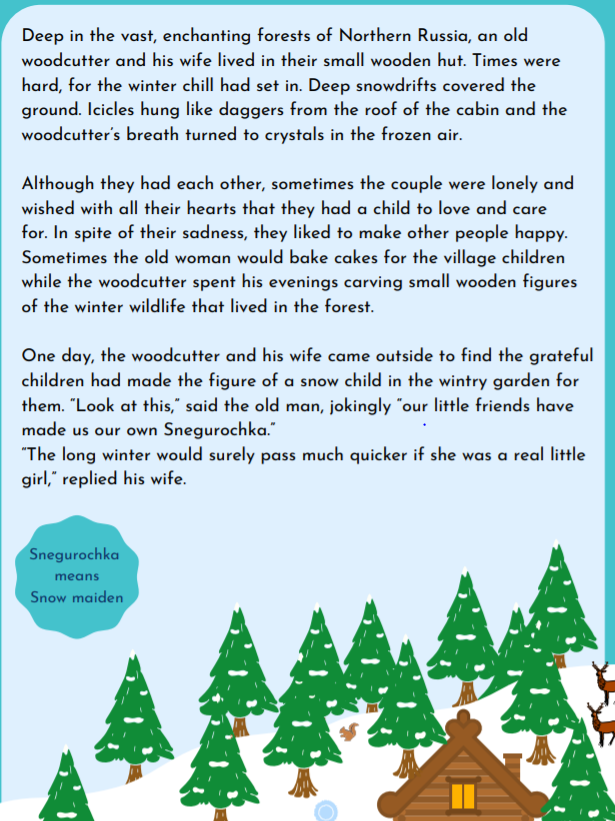 Deep in the vast, enchanting forests of Northern Russia, an old
woodcutter and his wife lived in their small wooden hut. Times were
hard, for the winter chill had set in. Deep snowdrifts covered the
ground. Icicles hung like daggers from the roof of the cabin and the
woodcutter's breath turned to crystals in the frozen air.
Although they had each other, sometimes the couple were lonely and
wished with all their hearts that they had a child to love and care
for. In spite of their sadness, they liked to make other people happy.
Sometimes the old woman would bake cakes for the village children
while the woodcutter spent his evenings carving small wooden figures
of the winter wildlife that lived in the forest.
One day, the woodcutter and his wife came outside to find the grateful
children had made the figure of a snow child in the wintry garden for
them. "Look at this," said the old man, jokingly "our little friends have
made us our own Snegurochka."
"The long winter would surely pass much quicker if she was a real little
girl," replied his wife.
Snegurochka
means
Snow maiden